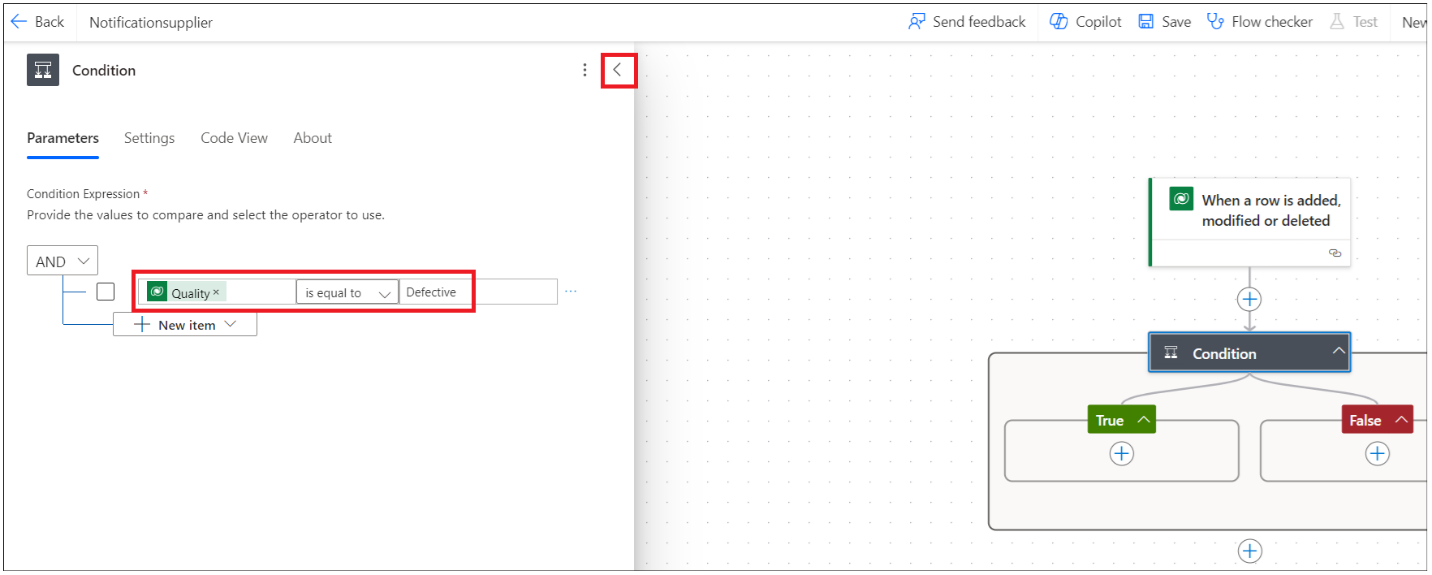 Back
Notificationsupplier
Send feedback
Copilot
Save
Flow checker
Test
New
Condition
Parameters
Settings
Code View
About
Condition Expression *
Provide the values to compare and select the operator to use.
AND
Quality ×
is equal to
Defective
New item
When a row is added,
modified or deleted
Condition
True
False